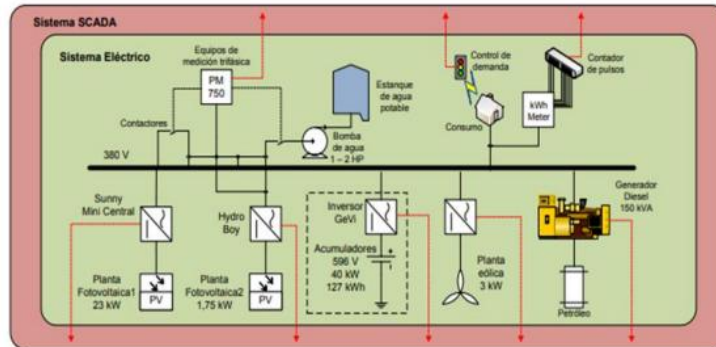 Sistema SCADA
Sistema Eléctrico
Equipos de
medición trifásica
PM
750
Contactores
Estanque
de agua
potable
Bomba
de agua
1 – 2 HP
Control de
demanda
Consumo
Contador
de pulsos
kWh
Meter
380 V
Sunny
Mini Central
Hydro
Boy
Inversor
GeVi
Acumuladores
596 V
40 kW
127 kWh
Planta
eólica
3 kW
Generador
Diesel
150 kVA
Planta
Fotovoltaica1
23 kW
PV
Planta
Fotovoltaica2
1,75 kW
PV
Petróleo